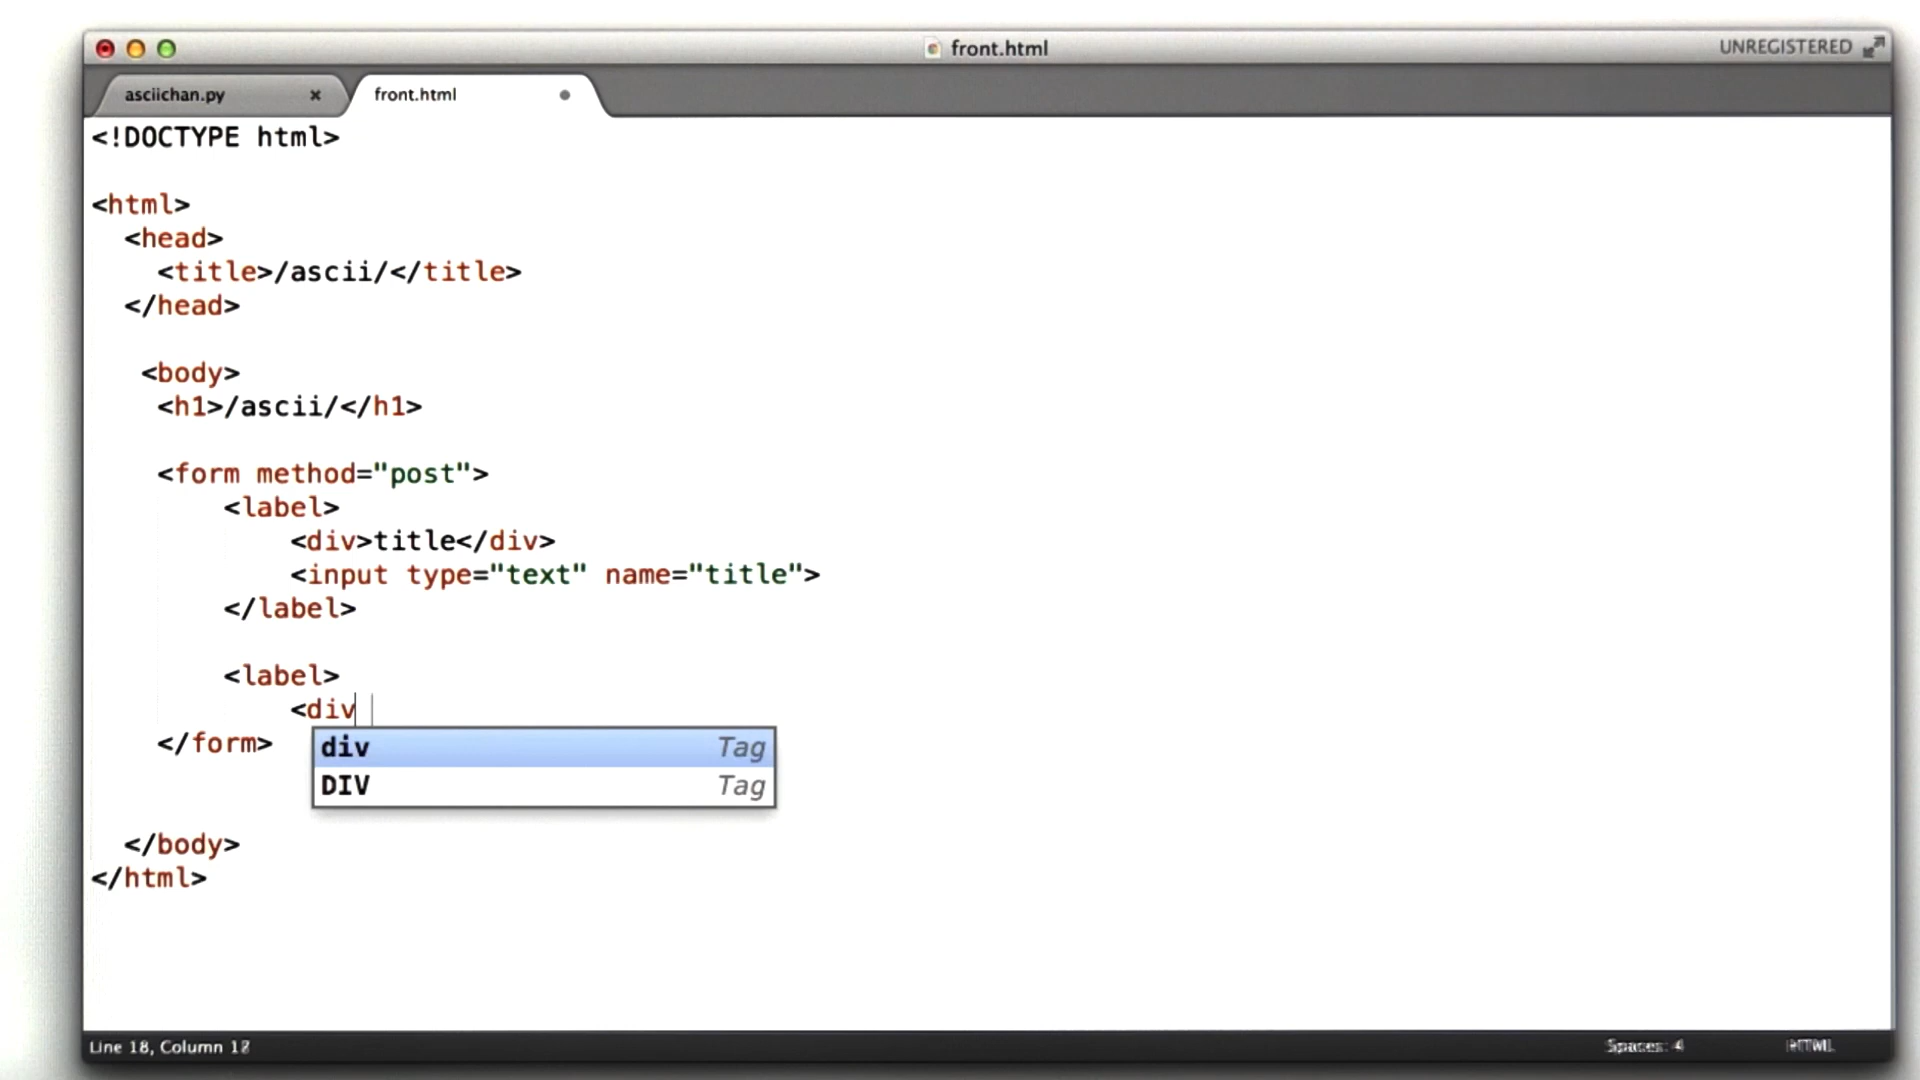 front.html
UNREGISTERED
asciichan.py
front.html
<!DOCTYPE html>
<html>
<head>
<title>/ascii/</title>
</head>
<body>
<h1>/ascii/</h1>
<form method="post">
<label>
<div>title</div>
<input type="text" name="title">
</label>
<label>
<div
</form>
div Tag
DIV Tag
</body>
</html>
Line 18, Column
Spaces: 4
HTML